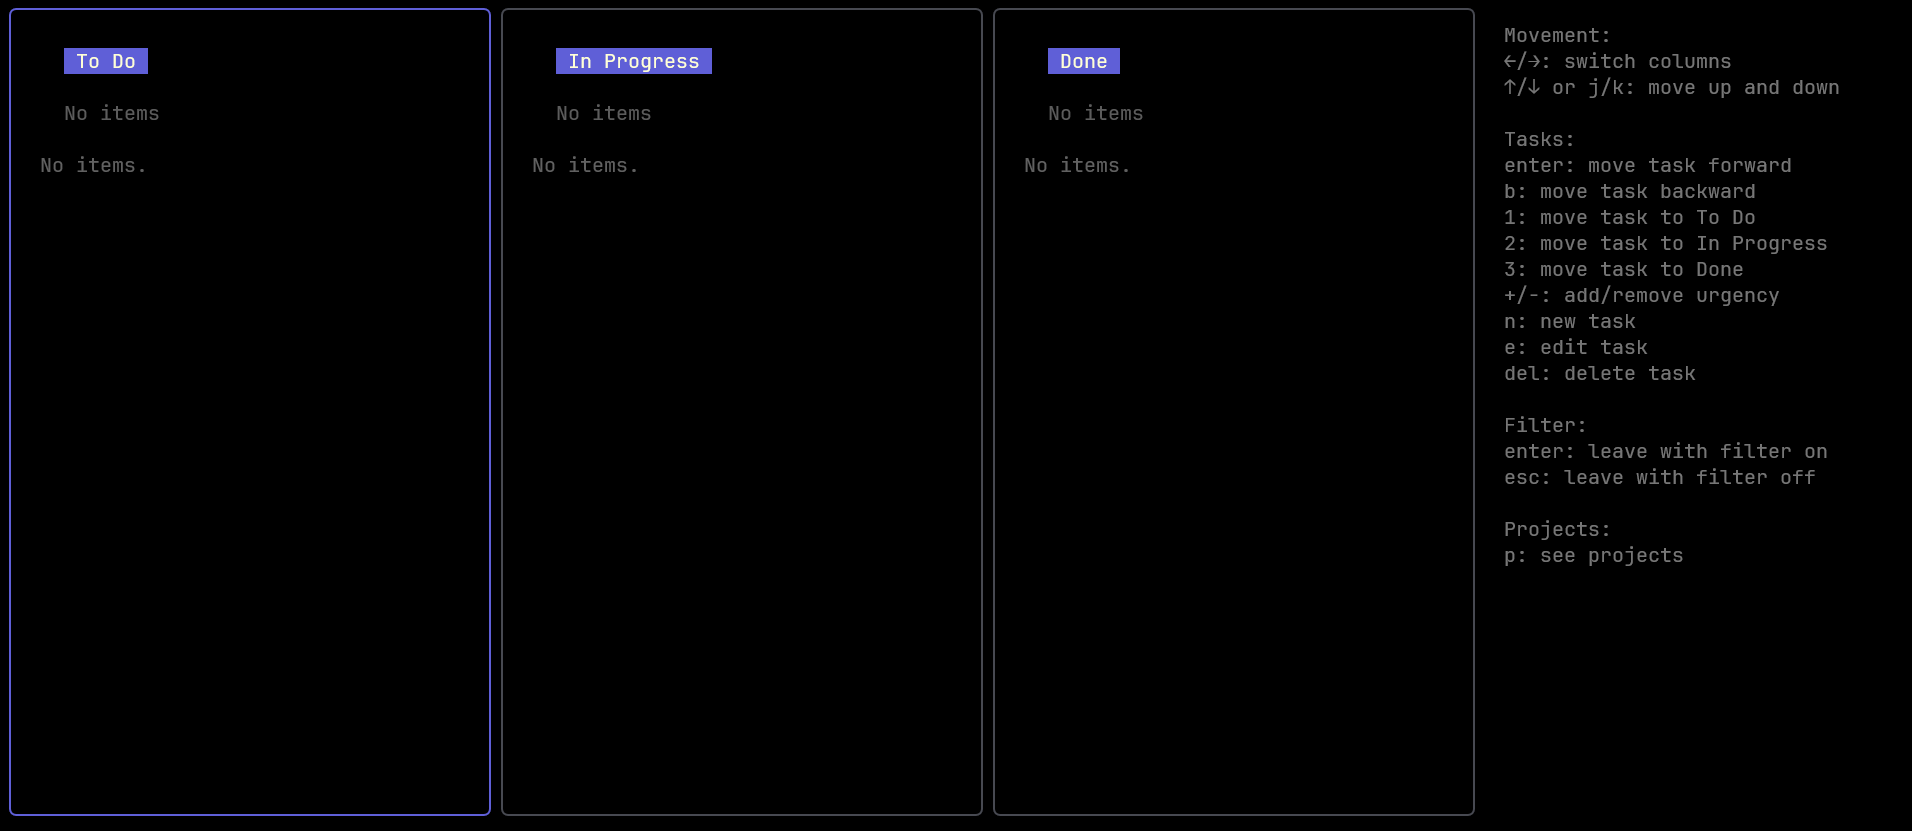 To Do
No items
No items.
In Progress
No items
No items.
Done
No items
No items.
Movement:
←/→: switch columns
↑/↓ or j/k: move up and down
Tasks:
enter: move task forward
b: move task backward
1: move task to To Do
2: move task to In Progress
3: move task to Done
+/-: add/remove urgency
n: new task
e: edit task
del: delete task
Filter:
enter: leave with filter on
esc: leave with filter off
Projects:
p: see projects